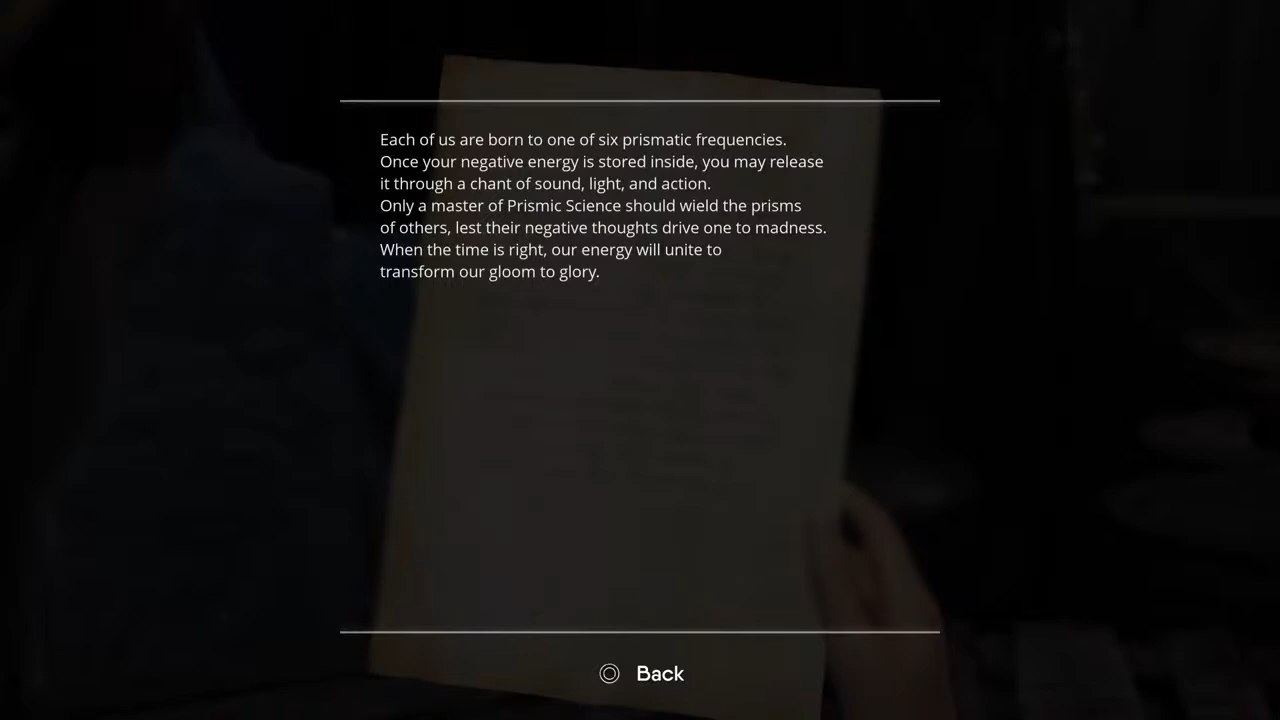 Each of us are born to one of six prismatic frequencies.
Once your negative energy is stored inside, you may release
it through a chant of sound, light, and action.
Only a master of Prismic Science should wield the prisms
of others, lest their negative thoughts drive one to madness.
When the time is right, our energy will unite to
transform our gloom to glory.
Back